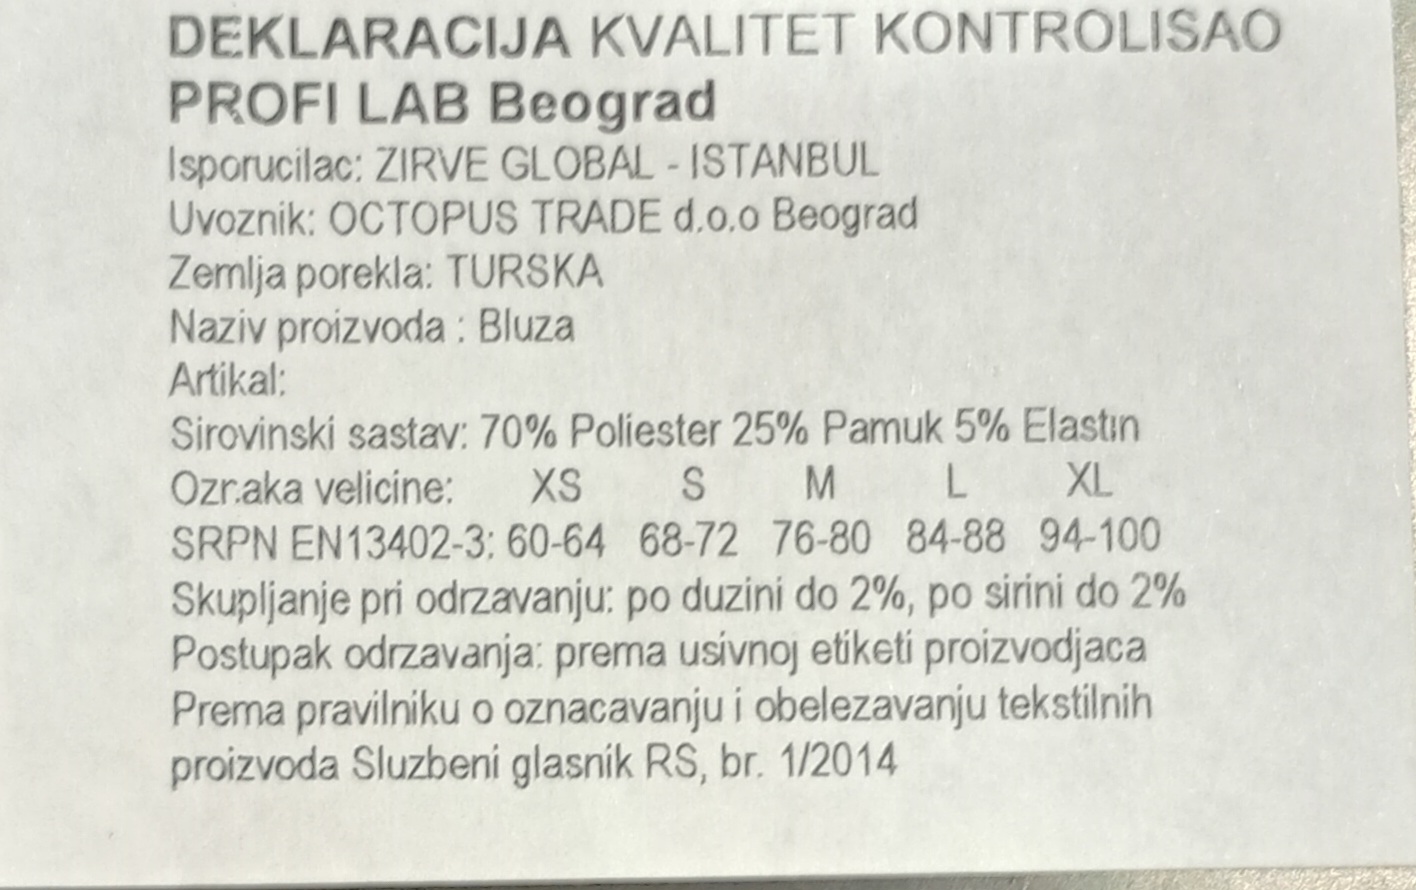 DEKLARACIJA KVALITET KONTROLISAO
PROFI LAB Beograd
Isporucilac: ZIRVE GLOBAL - ISTANBUL
Uvoznik: OCTOPUS TRADE d.o.o Beograd
Zemlja porekla: TURSKA
Naziv proizvoda : Bluza
Artikal:
Sirovinski sastav: 70% Poliester 25% Pamuk 5% Elastin
Ozr.aka velicine: XS S M L XL
SRPN EN13402-3: 60-64 68-72 76-80 84-88 94-100
Skupljanje pri odrzavanju: po duzini do 2%, po sirini do 2%
Postupak odrzavanja: prema usivnoj etiketi proizvodjaca
Prema pravilniku o oznacavanju i obelezavanju tekstilnih
proizvoda Sluzbeni glasnik RS, br. 1/2014